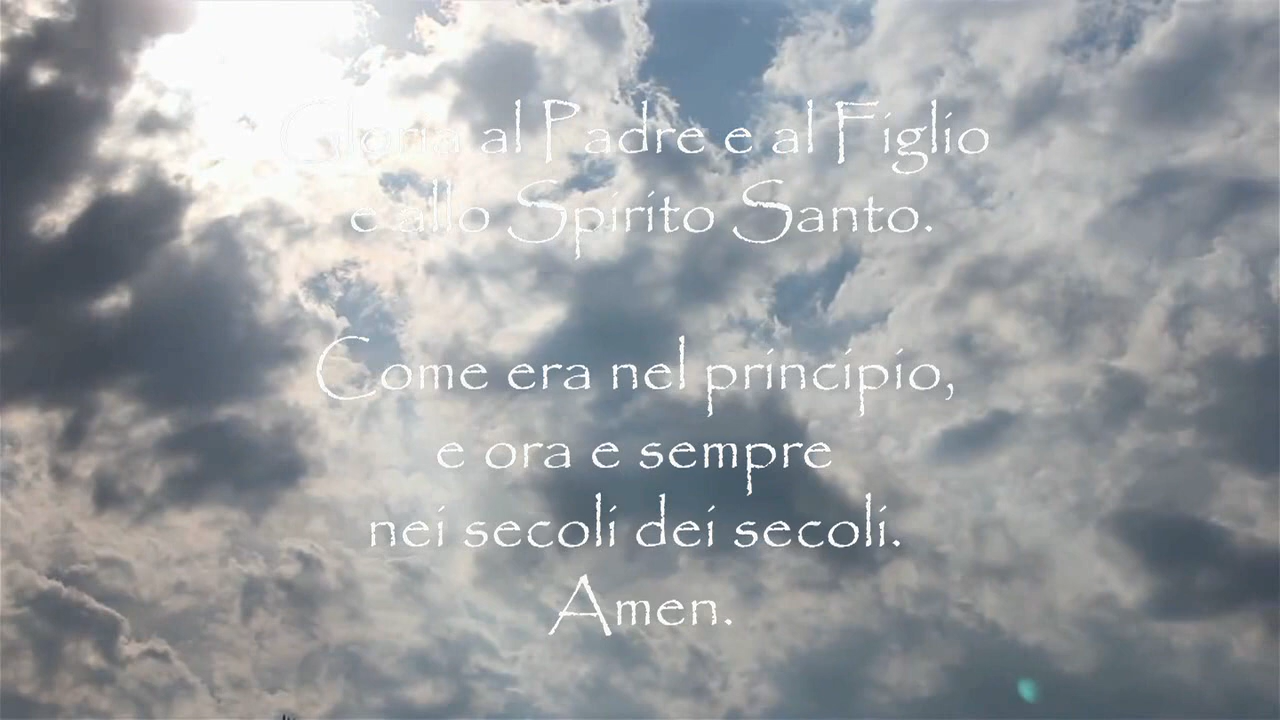 Gloria al Padre e al Figlio
e allo Spirito Santo.
Come era nel principio,
e ora e sempre
nei secoli dei secoli.
Amen.